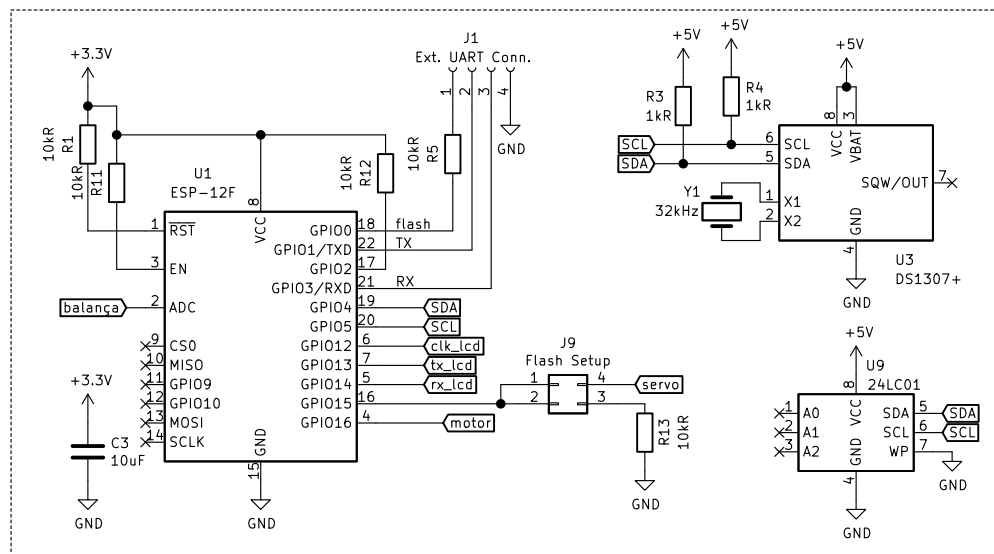 +3.3V
10kR
R1
10kR
R11
U1
ESP-12F
8
VCC
10kR
R12
J1
Ext. UART Conn.
1
2
3
4
10kR
R5
GND
1
RST
3
EN
2
ADC
balança
9
CS0
10
MISO
11
GPIO9
12
GPIO10
13
MOSI
14
SCLK
GPIO0
18
flash
GPIO1/TXD
22
TX
GPIO2
17
GPIO3/RXD
21
RX
GPIO4
19
SDA
GPIO5
20
SCL
GPIO12
6
clk_lcd
GPIO13
7
tx_lcd
GPIO14
5
rx_lcd
GPIO15
16
GPIO16
4
motor
GND
15
GND
+3.3V
C3
10uF
GND
J9
Flash Setup
1
2
4
3
servo
R13
10kR
GND
+5V
+5V
R3
1kR
R4
1kR
SCL
SDA
+5V
8
3
VCC
VBAT
6
SCL
5
SDA
SQW/OUT
7
Y1
32kHz
1
X1
2
X2
GND
4
U3
DS1307+
GND
+5V
U9
24LC01
8
VCC
1
A0
2
A1
3
A2
SDA
5
SDA
SCL
6
SCL
WP
7
GND
GND
4
GND